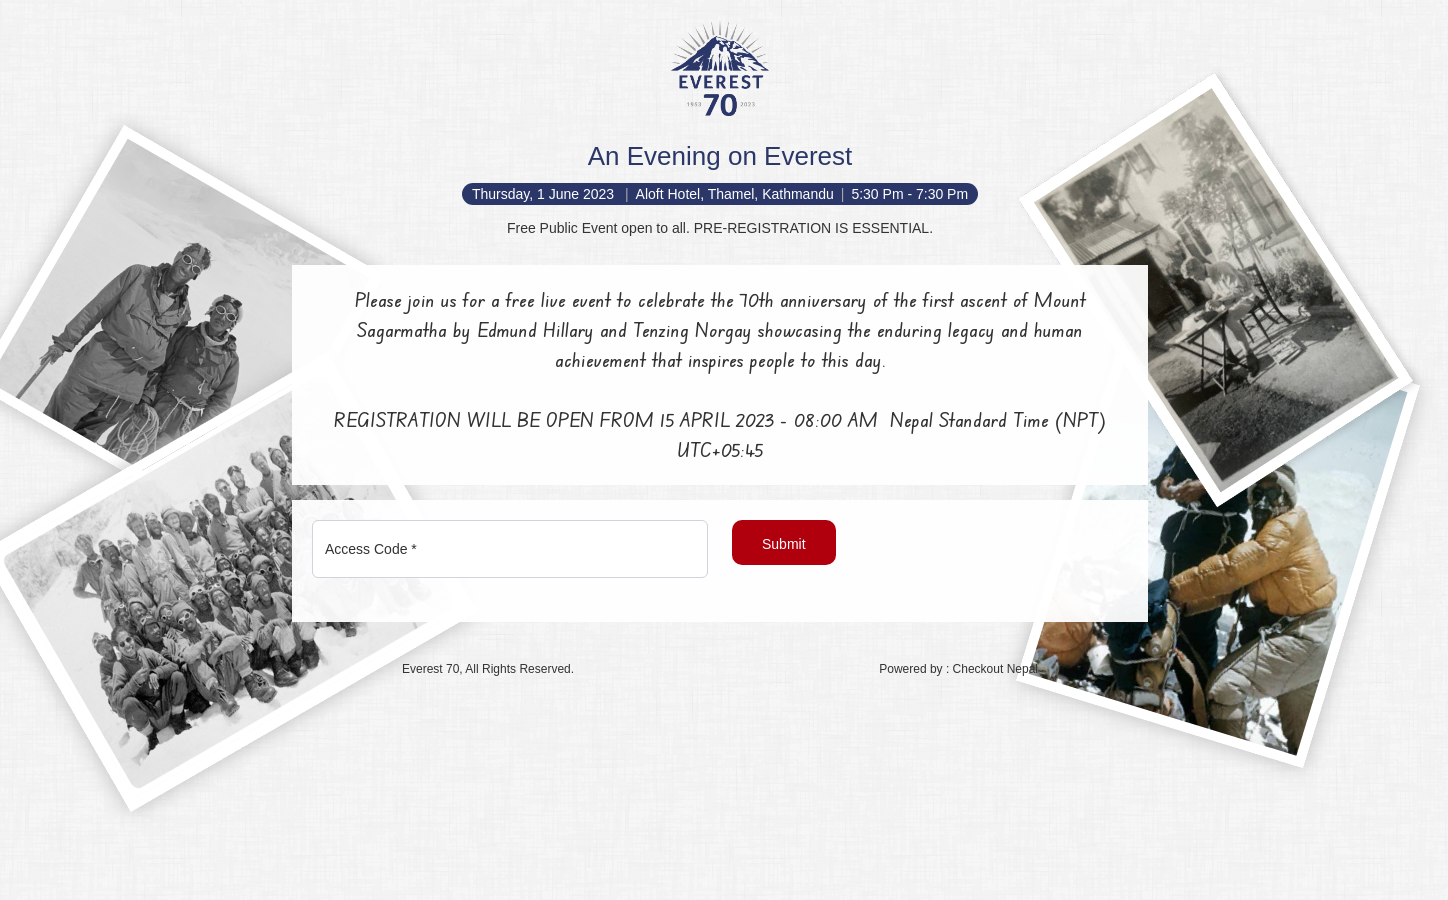 EVEREST
1953 70 2023
An Evening on Everest
Thursday, 1 June 2023 | Aloft Hotel, Thamel, Kathmandu | 5:30 Pm - 7:30 Pm
Free Public Event open to all. PRE-REGISTRATION IS ESSENTIAL.
Please join us for a free live event to celebrate the 70th anniversary of the first ascent of Mount
Sagarmatha by Edmund Hillary and Tenzing Norgay showcasing the enduring legacy and human
achievement that inspires people to this day.
REGISTRATION WILL BE OPEN FROM 15 APRIL 2023 - 08:00 AM Nepal Standard Time (NPT)
UTC+05:45
Access Code *
Submit
Everest 70, All Rights Reserved.
Powered by : Checkout Nepal